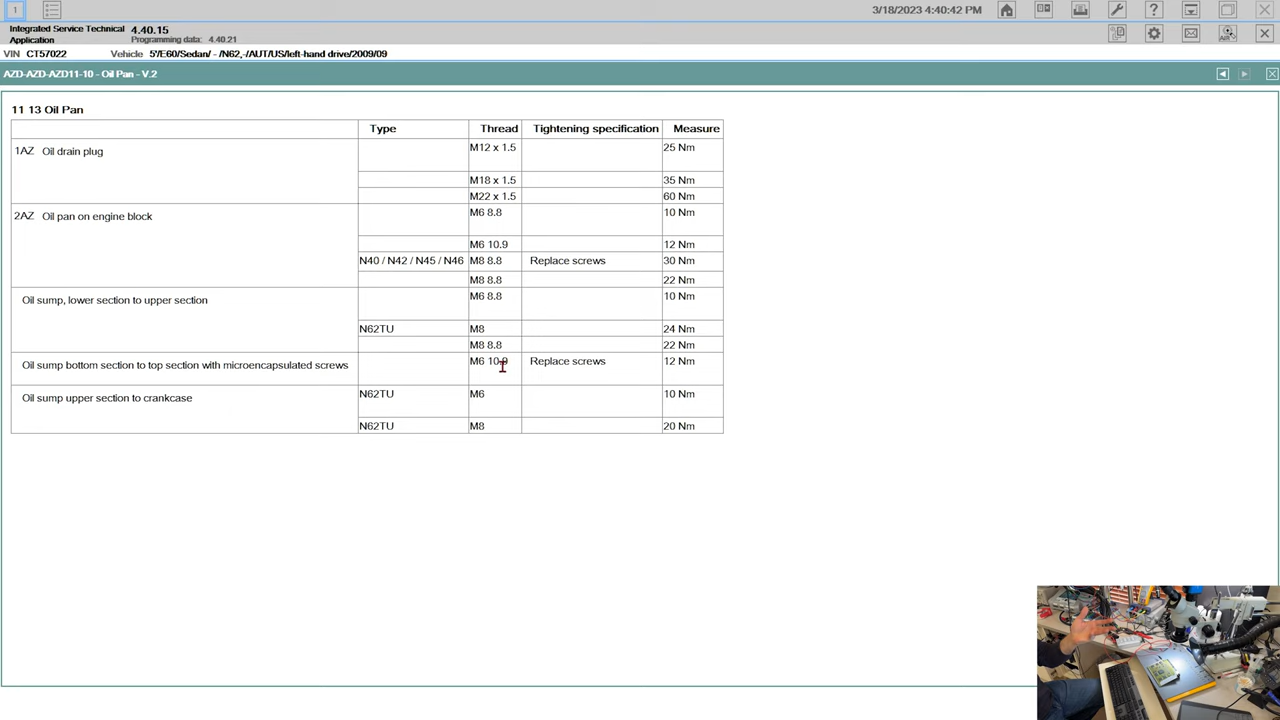 1
3/18/2023 4:40:42 PM
Integrated Service Technical Application
4.40.15
Programming data: 4.40.21
VIN CT57022 Vehicle 5'/E60/Sedan/ - /N62,-/AUT/US/left-hand drive/2009/09
AZD-AZD-AZD11-10 - Oil Pan - V.2
11 13 Oil Pan
Type Thread Tightening specification Measure
1AZ Oil drain plug M12 x 1.5 25 Nm
M18 x 1.5 35 Nm
M22 x 1.5 60 Nm
2AZ Oil pan on engine block M6 8.8 10 Nm
M6 10.9 12 Nm
N40 / N42 / N45 / N46 M8 8.8 Replace screws 30 Nm
M8 8.8 22 Nm
Oil sump, lower section to upper section M6 8.8 10 Nm
N62TU M8 24 Nm
M8 8.8 22 Nm
Oil sump bottom section to top section with microencapsulated screws M6 10.9 Replace screws 12 Nm
Oil sump upper section to crankcase N62TU M6 10 Nm
N62TU M8 20 Nm